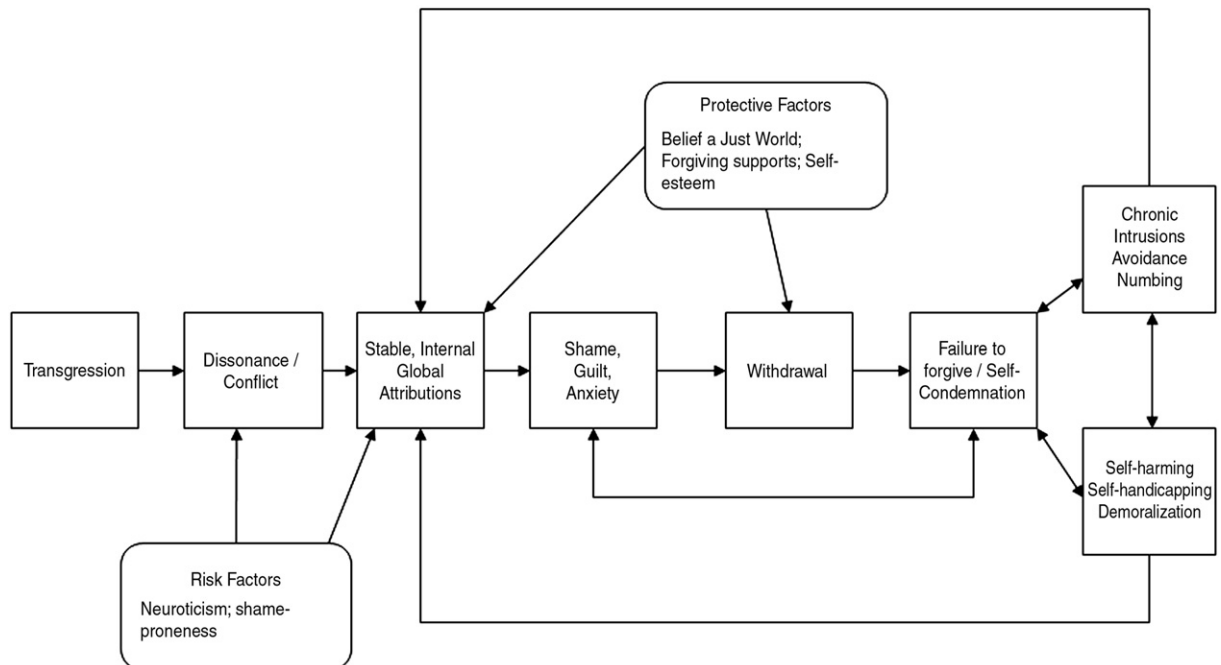 Protective Factors
Belief a Just World;
Forgiving supports; Self-
esteem
Chronic
Intrusions
Avoidance
Numbing
Transgression
Dissonance /
Conflict
Stable, Internal
Global
Attributions
Shame,
Guilt,
Anxiety
Withdrawal
Failure to
forgive / Self-
Condemnation
Self-harming
Self-handicapping
Demoralization
Risk Factors
Neuroticism; shame-
proneness